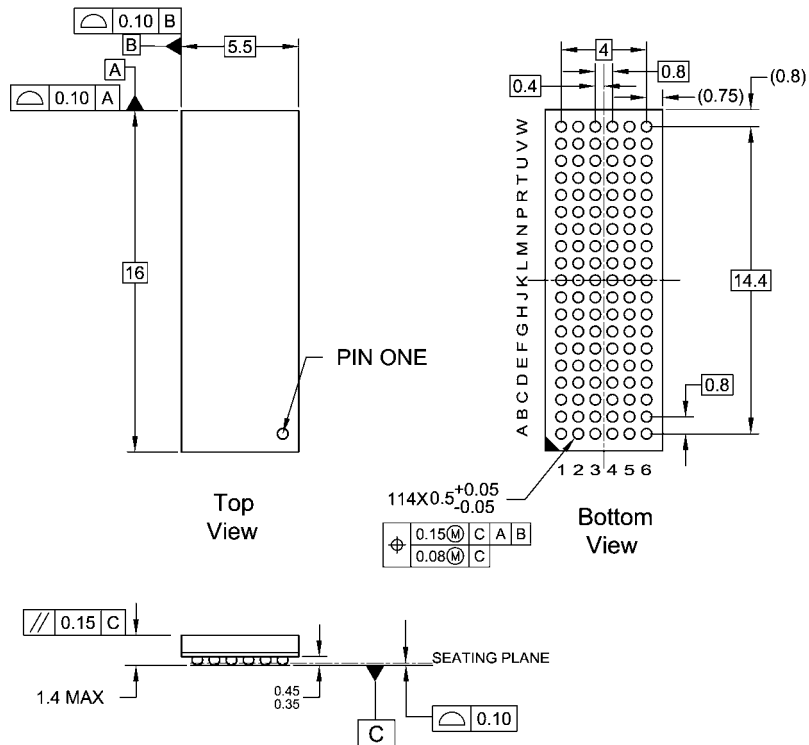 0.10 B
B
5.5
A
0.10 A
16
PIN ONE
Top
View
4
0.8
0.4
(0.75)
(0.8)
A B C D E F G H J K L M N P R T U V W
14.4
0.8
1 2 3 4 5 6
114X0.5 +0.05
-0.05
0.15Ⓜ C A B
0.08Ⓜ C
Bottom
View
// 0.15 C
1.4 MAX
0.45
0.35
SEATING PLANE
C
0.10